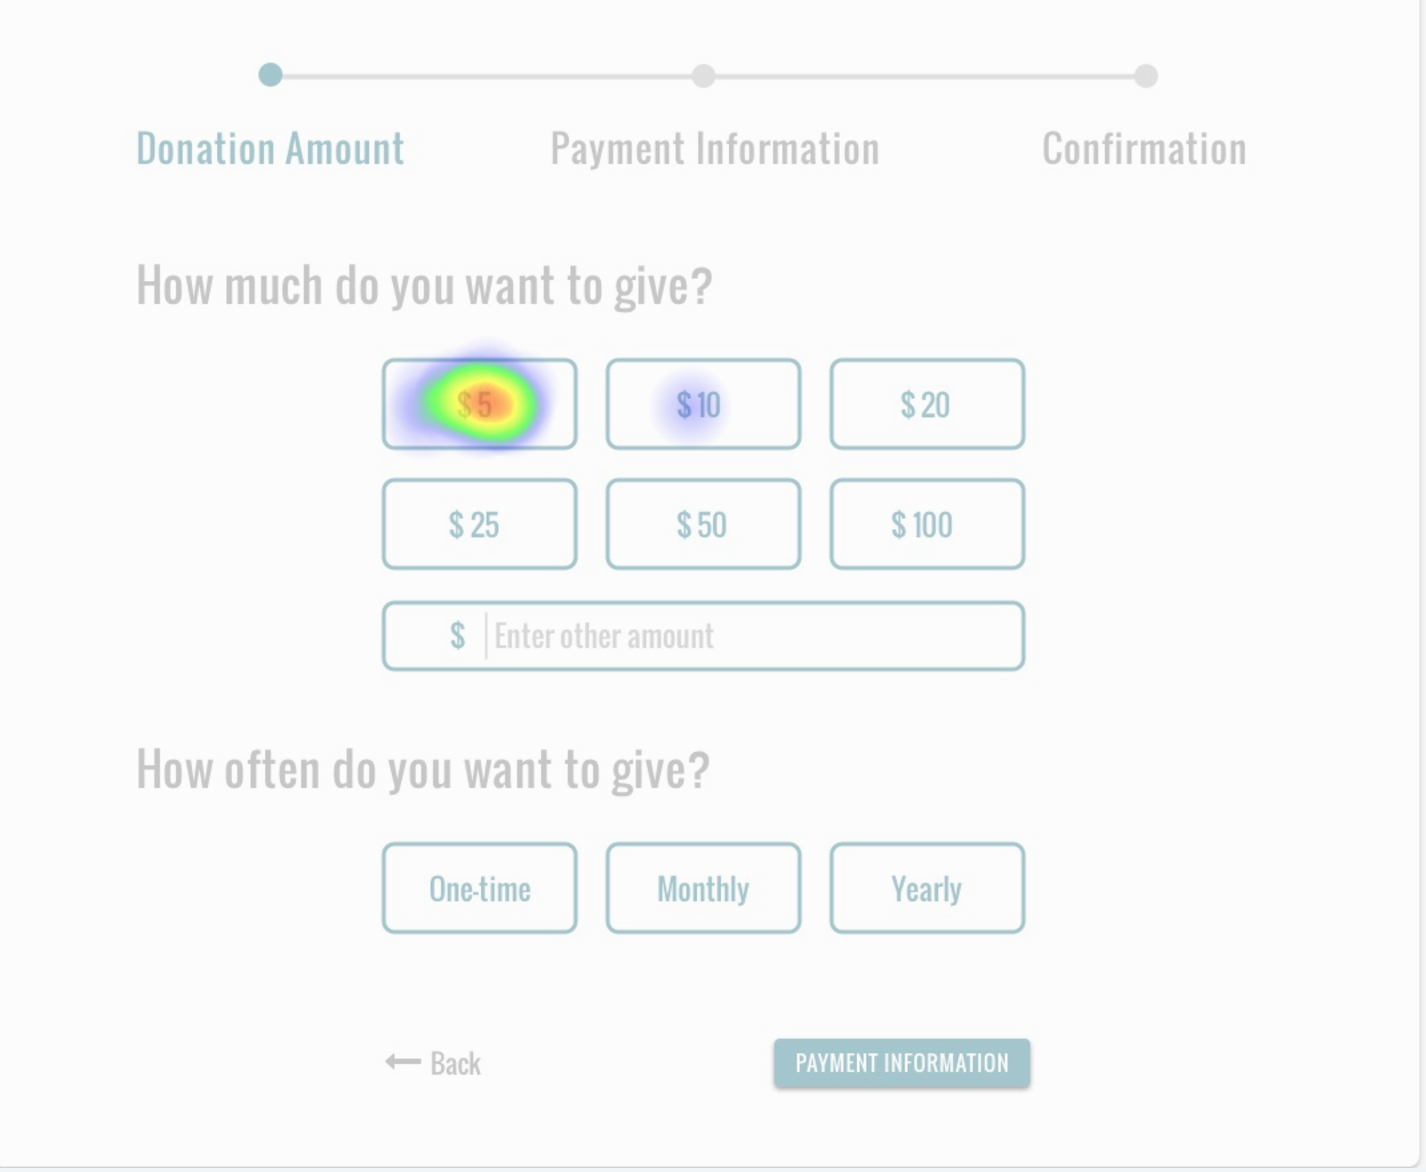 Donation Amount Payment Information Confirmation
How much do you want to give?
$ 5 $ 10 $ 20
$ 25 $ 50 $ 100
$ Enter other amount
How often do you want to give?
One-time Monthly Yearly
Back PAYMENT INFORMATION